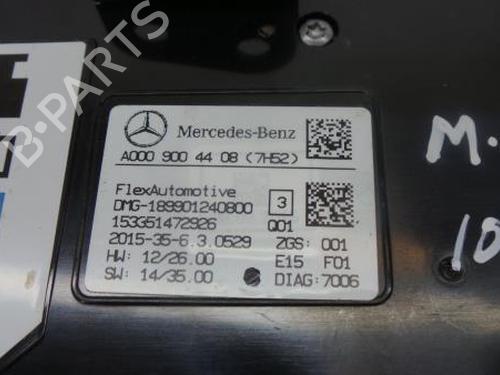 B-PARTS
Mercedes-Benz
A000 900 44 08 (7H52)
FlexAutomotive
DMG-189901240800
3
153351472926
Q01
2015-35-6.3.0529
ZGS: 001
HW: 12/26.00
E15 F01
SW: 14/35.00
DIAG:7006
M.
10